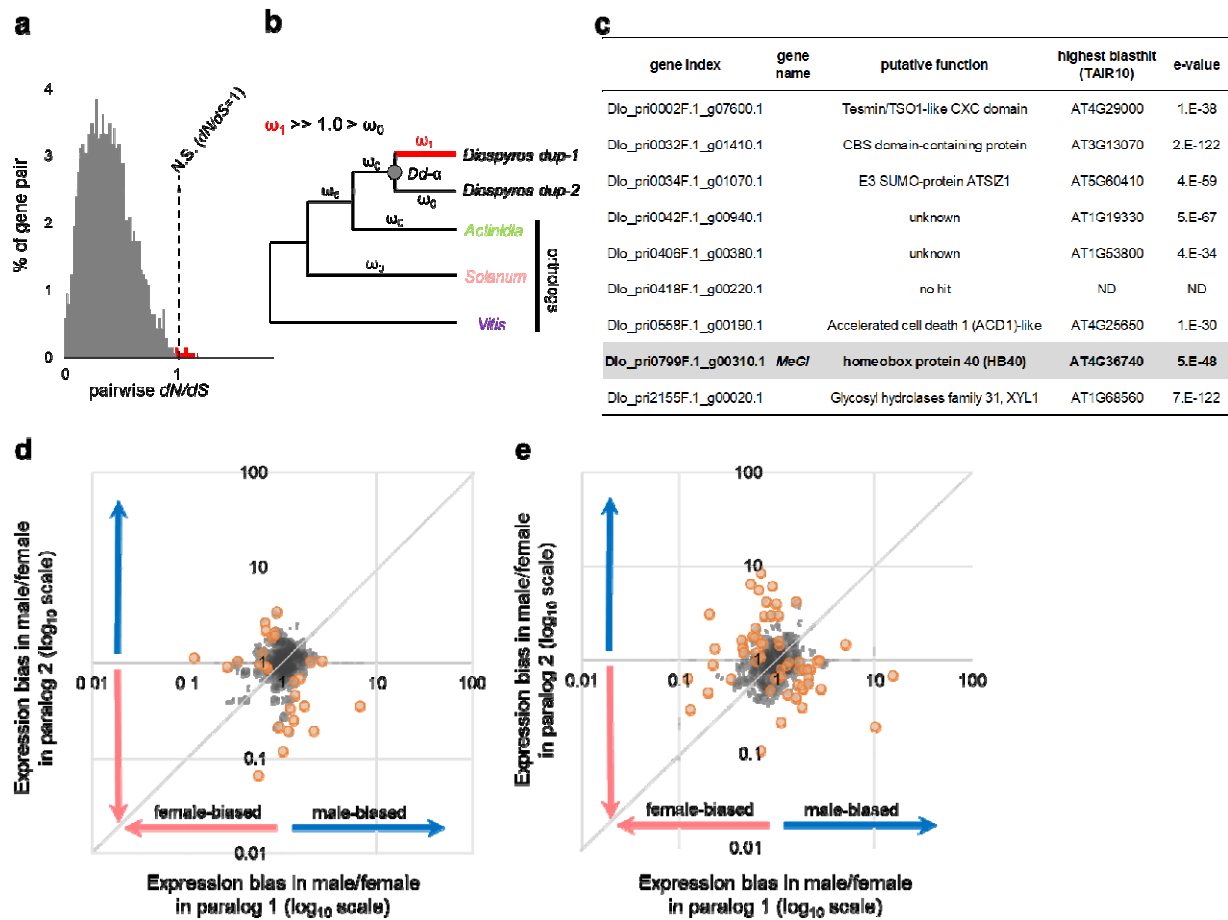 a
4
3
2
1
0
0
1
% of gene pair
pairwise dN/dS
N.S. (dN/dS=1)
b
ω1 >> 1.0 > ω0
ω1
Diospyros dup-1
Dd-α
Diospyros dup-2
ω0
Actinidia
Solanum
Vitis
orthologs
c
gene index gene name putative function highest blasthit (TAIR10) e-value
Dlo_pri0002F.1_g07600.1 Tesmin/TSO1-like CXC domain AT4G29000 1.E-38
Dlo_pri0032F.1_g01410.1 CBS domain-containing protein AT3G13070 2.E-122
Dlo_pri0034F.1_g01070.1 E3 SUMO-protein ATSIZ1 AT5G60410 4.E-59
Dlo_pri0042F.1_g00940.1 unknown AT1G19330 5.E-67
Dlo_pri0406F.1_g00380.1 unknown AT1G53800 4.E-34
Dlo_pri0418F.1_g00220.1 no hit ND ND
Dlo_pri0558F.1_g00190.1 Accelerated cell death 1 (ACD1)-like AT4G25650 1.E-30
Dlo_pri0799F.1_g00310.1 MeGI homeobox protein 40 (HB40) AT4G36740 5.E-48
Dlo_pri2155F.1_g00020.1 Glycosyl hydrolases family 31, XYL1 AT1G68560 7.E-122
d
100
10
1
0.1
0.01
0.01 0.1 1 10 100
female-biased male-biased
Expression bias in male/female
in paralog 2 (log10 scale)
Expression bias in male/female
in paralog 1 (log10 scale)
e
100
10
1
0.1
0.01
0.01 0.1 1 10 100
female-biased male-biased
Expression bias in male/female
in paralog 2 (log10 scale)
Expression bias in male/female
in paralog 1 (log10 scale)